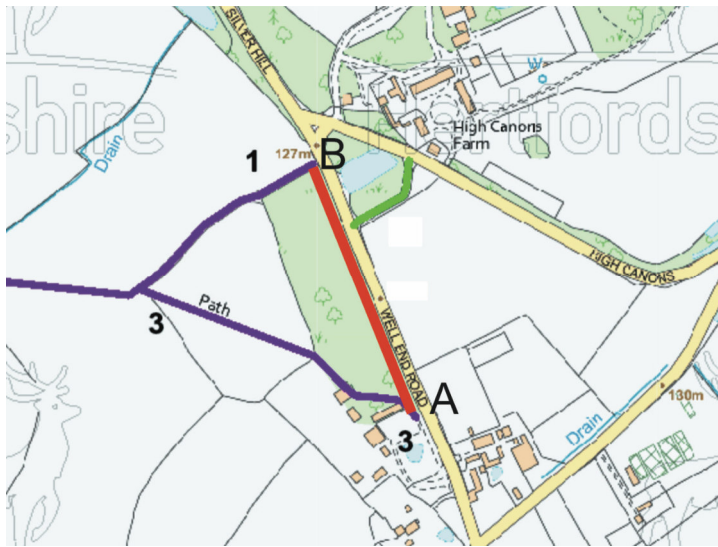 SILVER HILL
shire
Hertfords
W
High Canons
Farm
Drain
1
127m
B
HIGH CANONS
Path
3
WELL END ROAD
A
130m
3
Drain